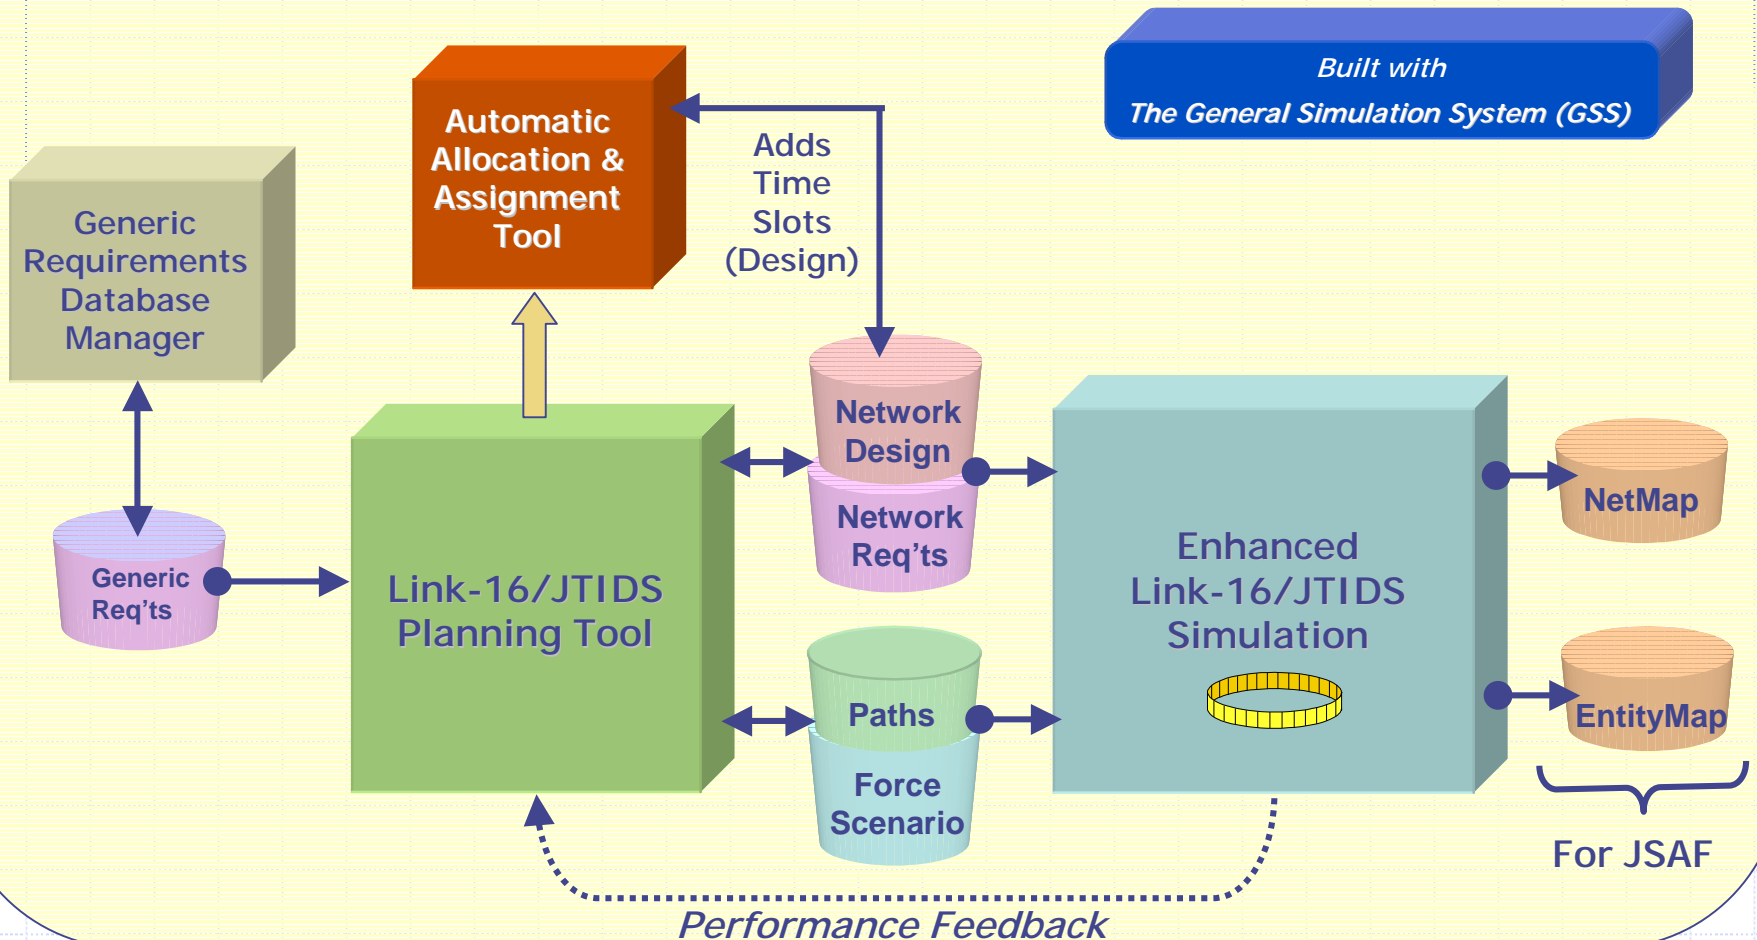 Built with
The General Simulation System (GSS)
Automatic
Allocation &
Assignment
Tool
Adds
Time
Slots
(Design)
Generic
Requirements
Database
Manager
Network
Design
Network
Req'ts
NetMap
Generic
Req'ts
Link-16/JTIDS
Planning Tool
Enhanced
Link-16/JTIDS
Simulation
Paths
Force
Scenario
EntityMap
For JSAF
Performance Feedback